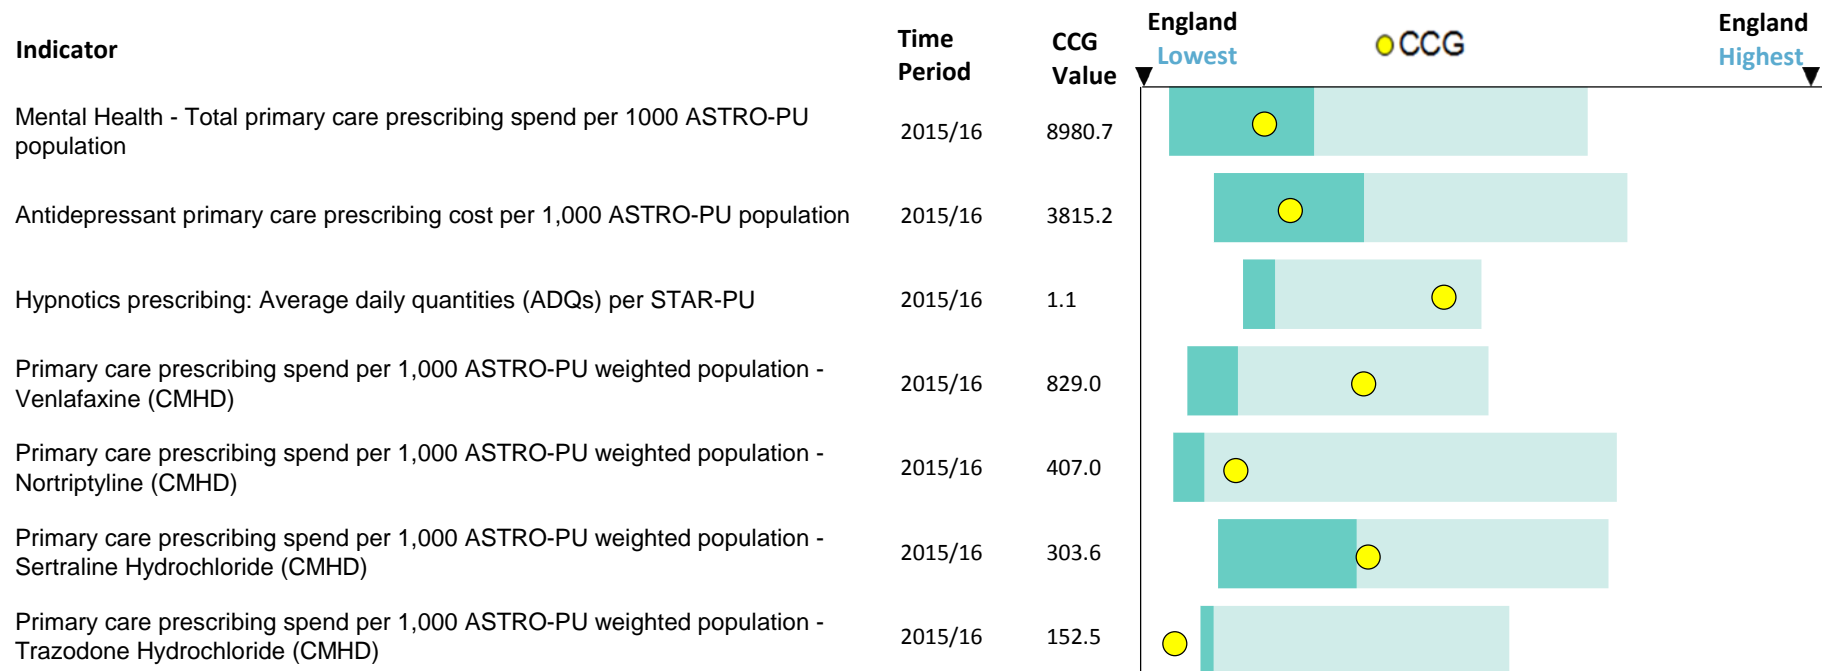 Indicator
Time
Period
CCG
Value
England
Lowest
CCG
England
Highest
Mental Health - Total primary care prescribing spend per 1000 ASTRO-PU
population
2015/16
8980.7
Antidepressant primary care prescribing cost per 1,000 ASTRO-PU population
2015/16
3815.2
Hypnotics prescribing: Average daily quantities (ADQs) per STAR-PU
2015/16
1.1
Primary care prescribing spend per 1,000 ASTRO-PU weighted population -
Venlafaxine (CMHD)
2015/16
829.0
Primary care prescribing spend per 1,000 ASTRO-PU weighted population -
Nortriptyline (CMHD)
2015/16
407.0
Primary care prescribing spend per 1,000 ASTRO-PU weighted population -
Sertraline Hydrochloride (CMHD)
2015/16
303.6
Primary care prescribing spend per 1,000 ASTRO-PU weighted population -
Trazodone Hydrochloride (CMHD)
2015/16
152.5